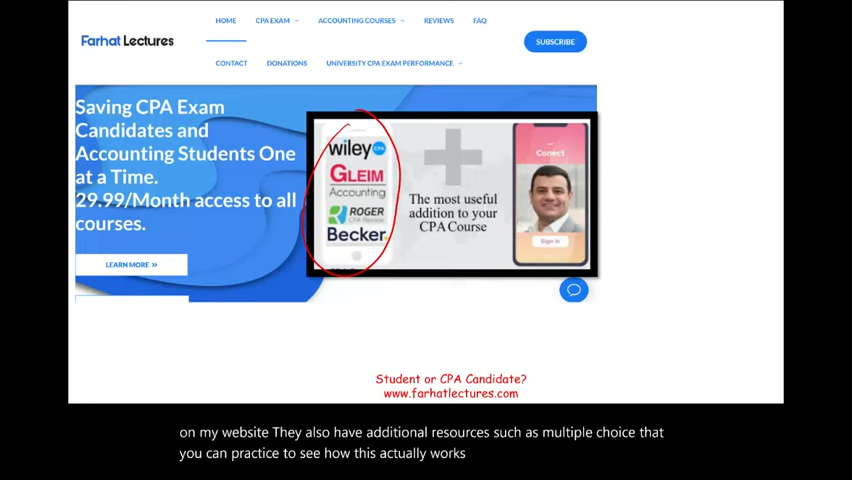 HOME CPA EXAM ACCOUNTING COURSES REVIEWS FAQ
Farhat Lectures
SUBSCRIBE
CONTACT DONATIONS UNIVERSITY CPA EXAM PERFORMANCE
Saving CPA Exam
Candidates and
Accounting Students One
at a Time.
29.99/Month access to all
courses.
LEARN MORE »
wiley CPA
GLEIM
Accounting
ROGER
CPA Review
Becker.
The most useful
addition to your
CPA Course
Conect
Sign in
Student or CPA Candidate?
www.farhatlectures.com
on my website They also have additional resources such as multiple choice that
you can practice to see how this actually works